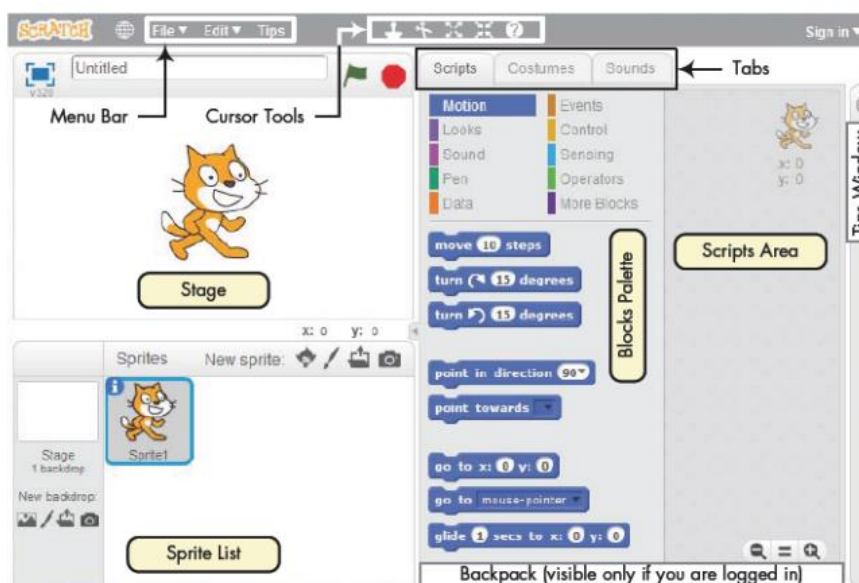 SCRATCH File Edit Tips Sign in
Untitled
v326
Menu Bar
Cursor Tools
Stage
x: 0 y: 0
Sprites New sprite:
Stage
1 backdrop
New backdrop:
Sprite1
Sprite List
Scripts Costumes Sounds
Tabs
Motion Events
Looks Control
Sound Sensing
Pen Operators
Data More Blocks
move 10 steps
turn 15 degrees
turn 15 degrees
point in direction 90
point towards
go to x: 0 y: 0
go to mouse-pointer
glide 1 secs to x: 0 y: 0
Blocks Palette
x: 0
y: 0
Scripts Area
Window
Backpack (visible only if you are logged in)